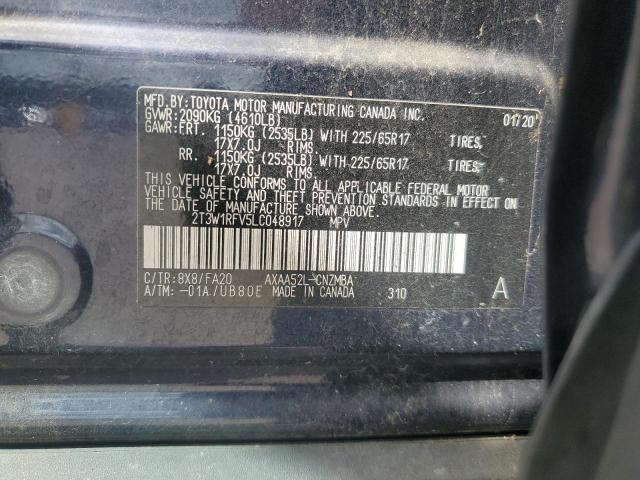 MFD. BY: TOYOTA MOTOR MANUFACTURING CANADA INC. 01/20
GVWR: 2090KG (4610LB)
GAWR: FRT. 1150KG (2535LB) WITH 225/65R17 TIRES,
17X7.0J RIMS.
RR. 1150KG (2535LB) WITH 225/65R17 TIRES,
17X7.0J RIMS.
THIS VEHICLE CONFORMS TO ALL APPLICABLE FEDERAL MOTOR
VEHICLE SAFETY AND THEFT PREVENTION STANDARDS IN EFFECT
ON THE DATE OF MANUFACTURE SHOWN ABOVE.
2T3W1RFV5LC048917 MPV
C/TR: 8X8/FA20 AXAA52L-CNZMBA
A/TM: -01A/UB80E MADE IN CANADA 310 A